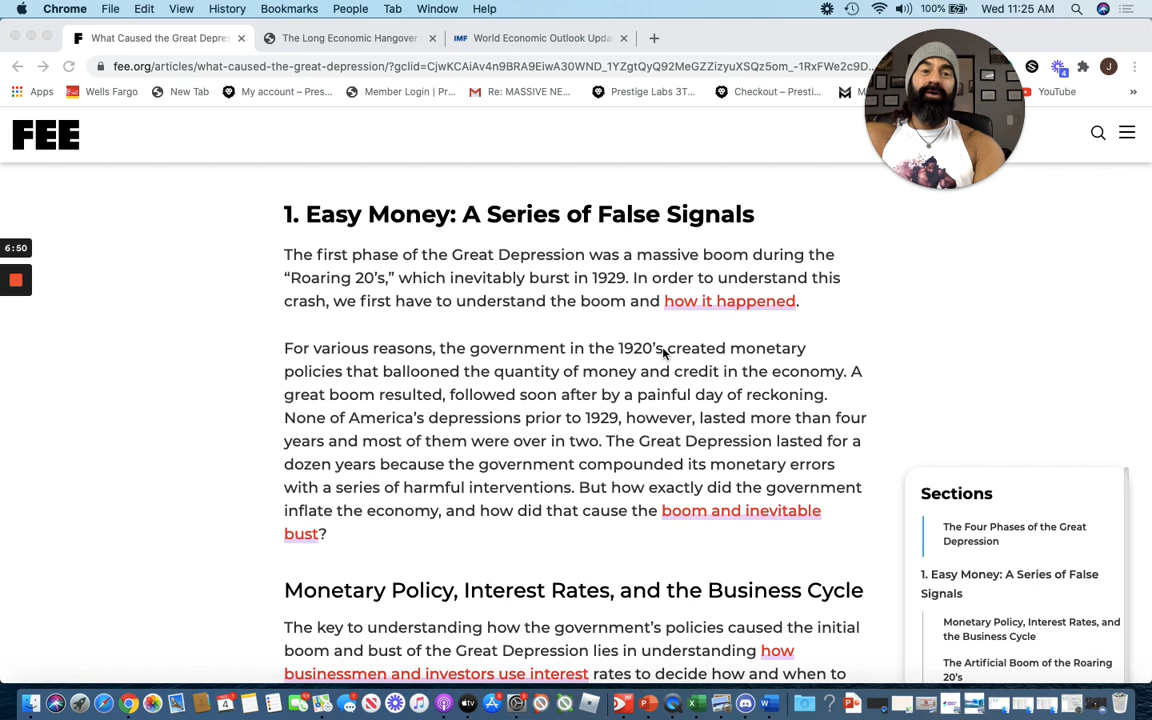 Chrome File Edit View History Bookmarks People Tab Window Help 100% Wed 11:25 AM
What Caused the Great Depres
The Long Economic Hangover
IMF World Economic Outlook Upda
fee.org/articles/what-caused-the-great-depression/?gclid=CjwKCAiAv4n9BRA9EiwA30WND_1YZgtQyQ92MeGZZizyuXSQz5om_-1RxFWe2c9D...
J
Apps
Wells Fargo
New Tab
My account – Pres...
Member Login | Pr...
Re: MASSIVE NE...
Prestige Labs 3T...
Checkout – Presti...
YouTube
»
FEE
1. Easy Money: A Series of False Signals
6:50
The first phase of the Great Depression was a massive boom during the
“Roaring 20’s,” which inevitably burst in 1929. In order to understand this
crash, we first have to understand the boom and how it happened.
For various reasons, the government in the 1920’s created monetary
policies that ballooned the quantity of money and credit in the economy. A
great boom resulted, followed soon after by a painful day of reckoning.
None of America’s depressions prior to 1929, however, lasted more than four
years and most of them were over in two. The Great Depression lasted for a
dozen years because the government compounded its monetary errors
with a series of harmful interventions. But how exactly did the government
inflate the economy, and how did that cause the boom and inevitable
bust?
Monetary Policy, Interest Rates, and the Business Cycle
The key to understanding how the government’s policies caused the initial
boom and bust of the Great Depression lies in understanding how
businessmen and investors use interest rates to decide how and when to
Sections
The Four Phases of the Great
Depression
1. Easy Money: A Series of False
Signals
Monetary Policy, Interest Rates, and
the Business Cycle
The Artificial Boom of the Roaring
20’s